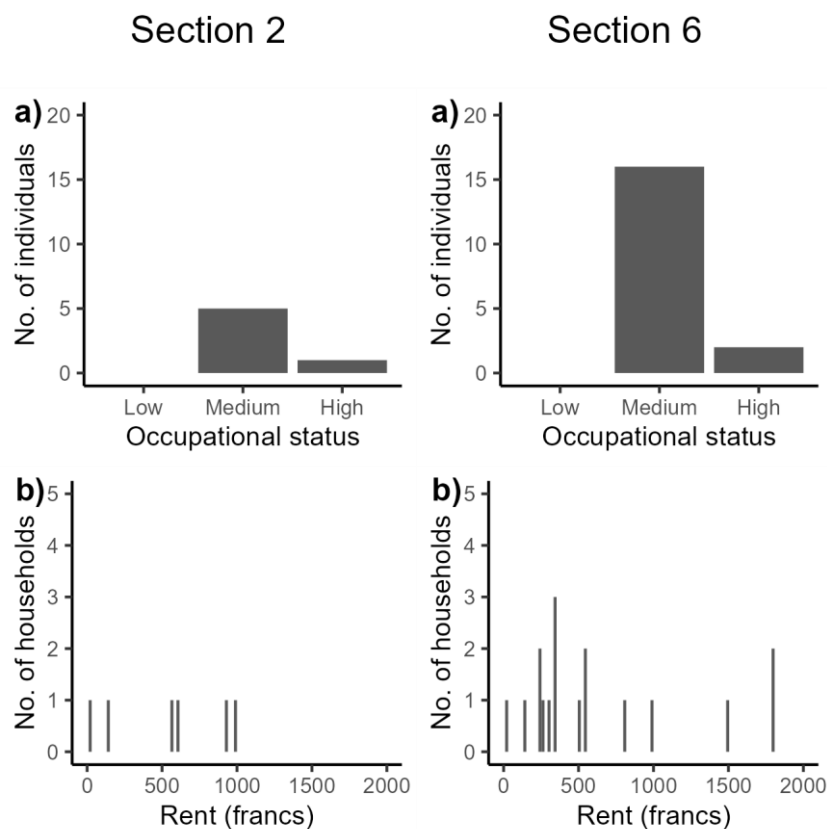 Section 2
a)
No. of individuals
20
15
10
5
0
Low Medium High
Occupational status
b)
No. of households
5
4
3
2
1
0
0 500 1000 1500 2000
Rent (francs)
Section 6
a)
No. of individuals
20
15
10
5
0
Low Medium High
Occupational status
b)
No. of households
5
4
3
2
1
0
0 500 1000 1500 2000
Rent (francs)